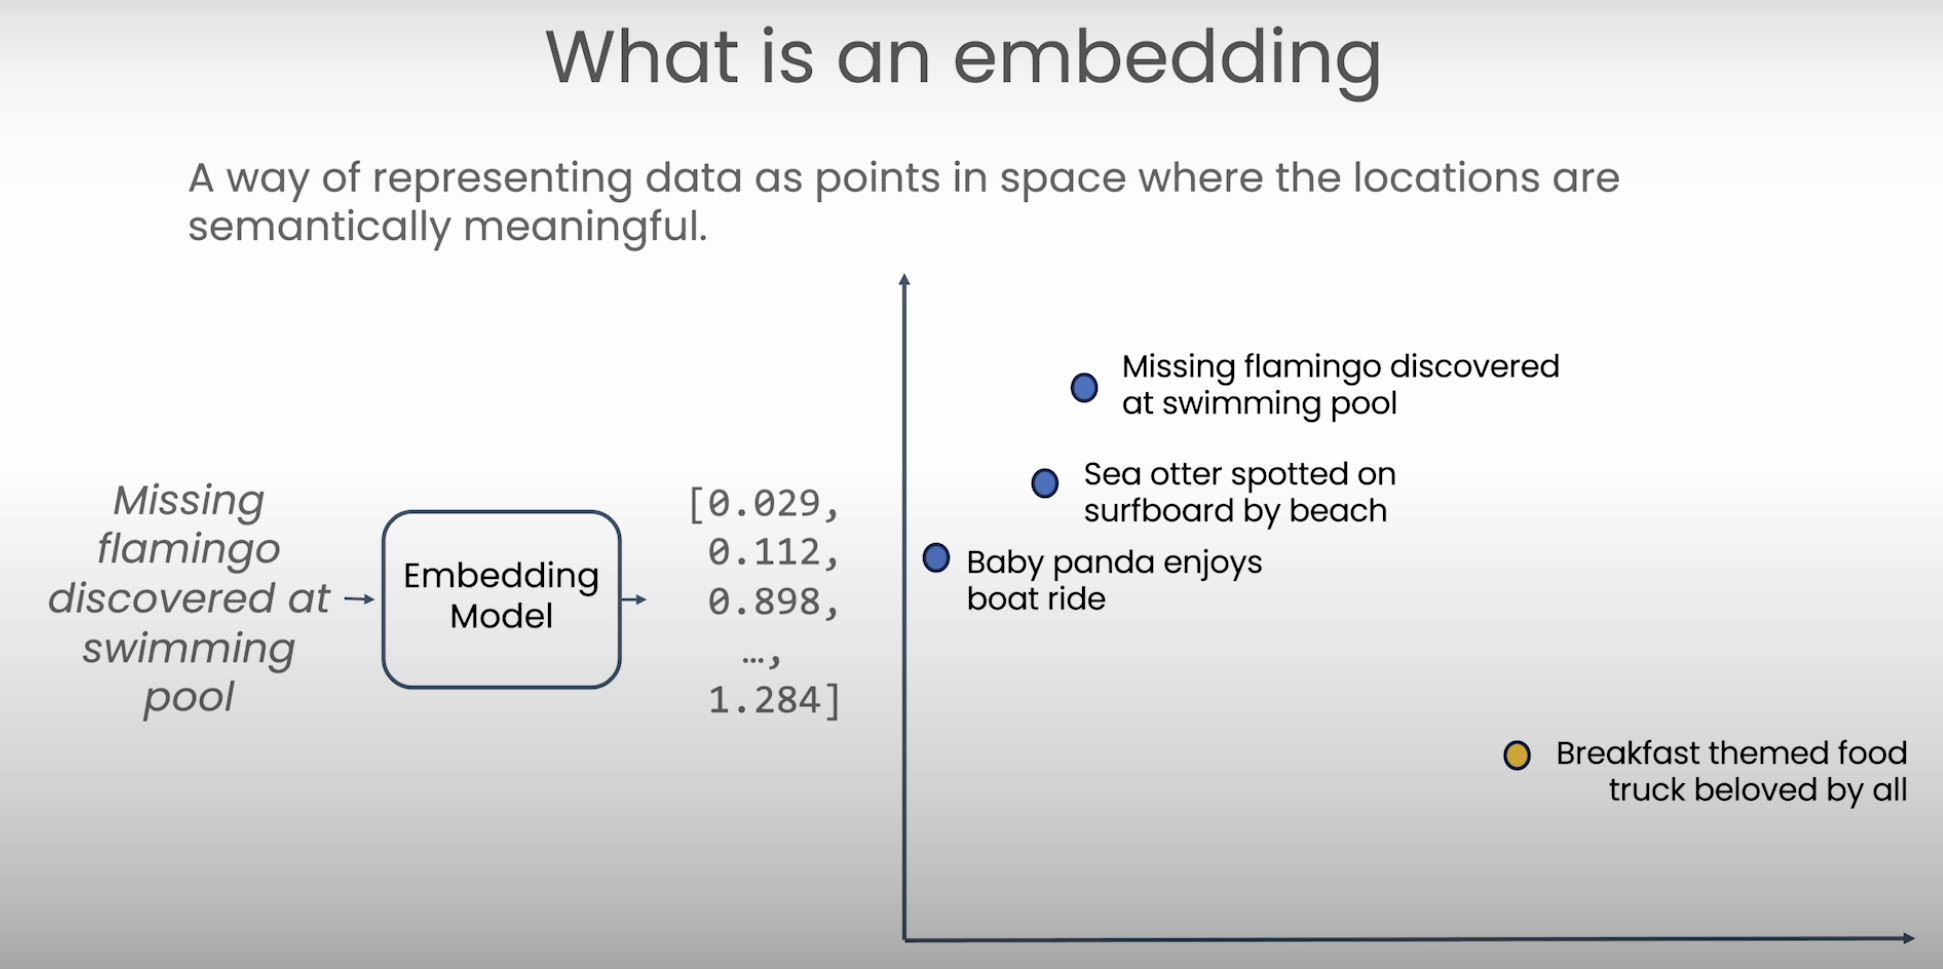 What is an embedding
A way of representing data as points in space where the locations are
semantically meaningful.
Missing
flamingo
discovered at
swimming
pool
Embedding
Model
[0.029,
0.112,
0.898,
…,
1.284]
Missing flamingo discovered
at swimming pool
Sea otter spotted on
surfboard by beach
Baby panda enjoys
boat ride
Breakfast themed food
truck beloved by all